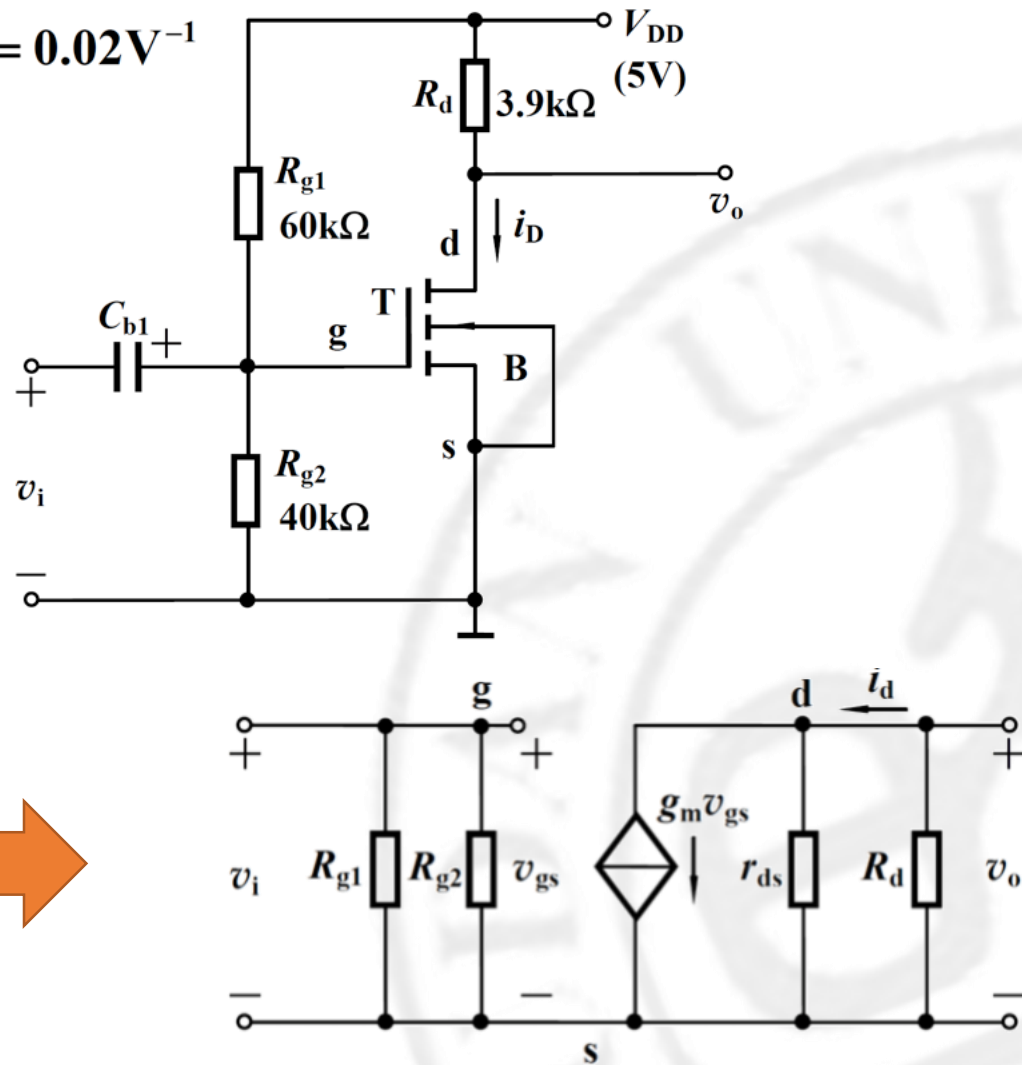 = 0.02V⁻¹
V_DD
(5V)
R_d 3.9kΩ
R_g1
60kΩ
v_o
d i_D
C_b1 +
T
g
B
+
s
v_i
R_g2
40kΩ
—
g
d i_d
+ + +
g_m v_gs
v_i R_g1 R_g2 v_gs r_ds R_d v_o
— — —
s
UNI